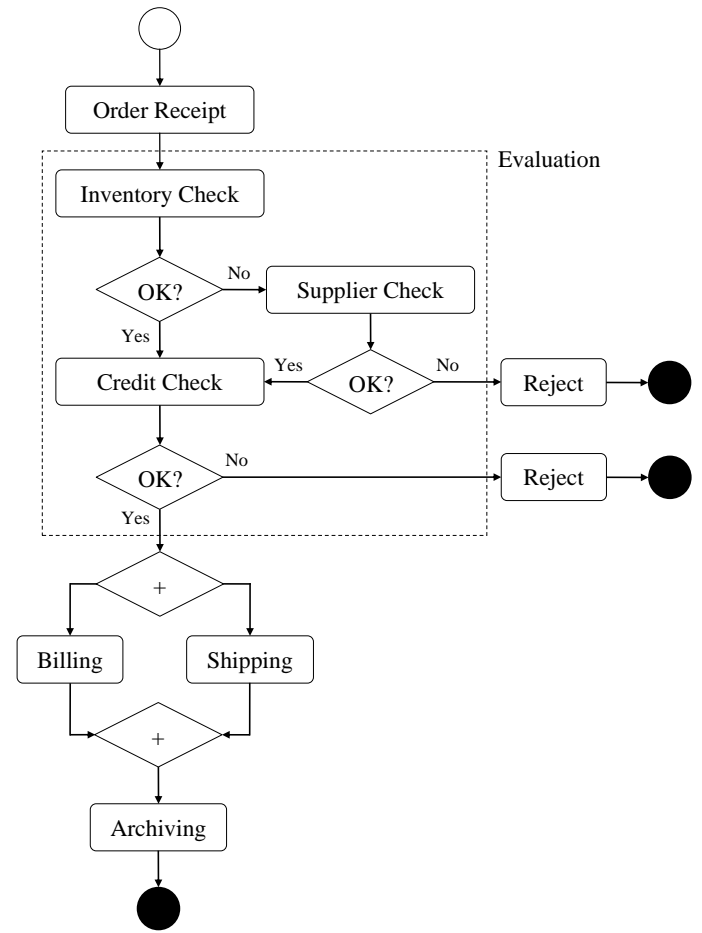 Order Receipt
Evaluation
Inventory Check
OK?
No
Supplier Check
Yes
Credit Check
Yes
OK?
No
Reject
OK?
No
Reject
Yes
+
Billing
Shipping
+
Archiving